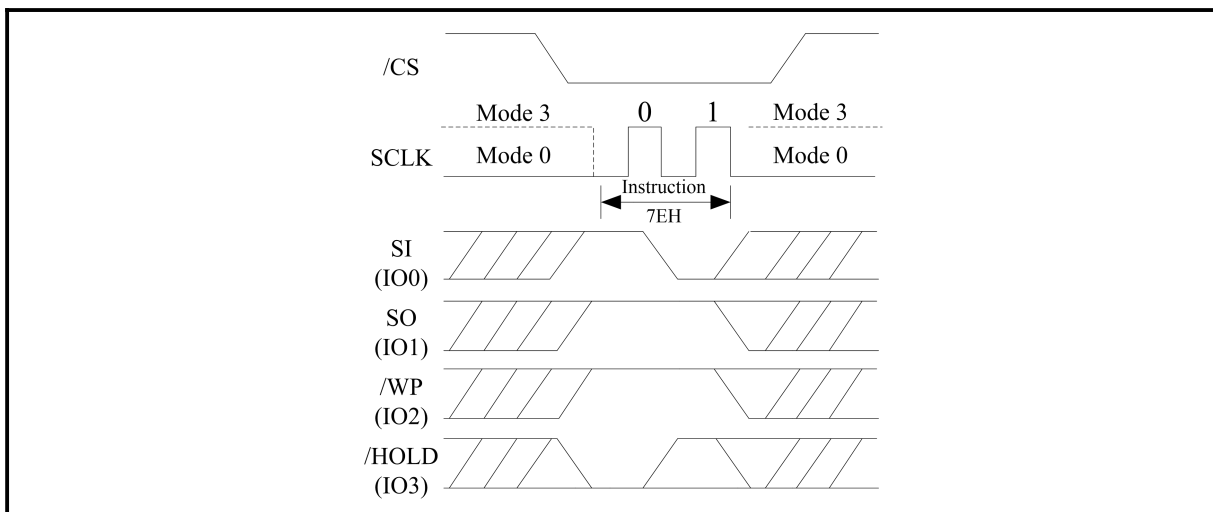 /CS
Mode 3 0 1 Mode 3
SCLK Mode 0 Mode 0
Instruction
7EH
SI
(IO0)
SO
(IO1)
/WP
(IO2)
/HOLD
(IO3)